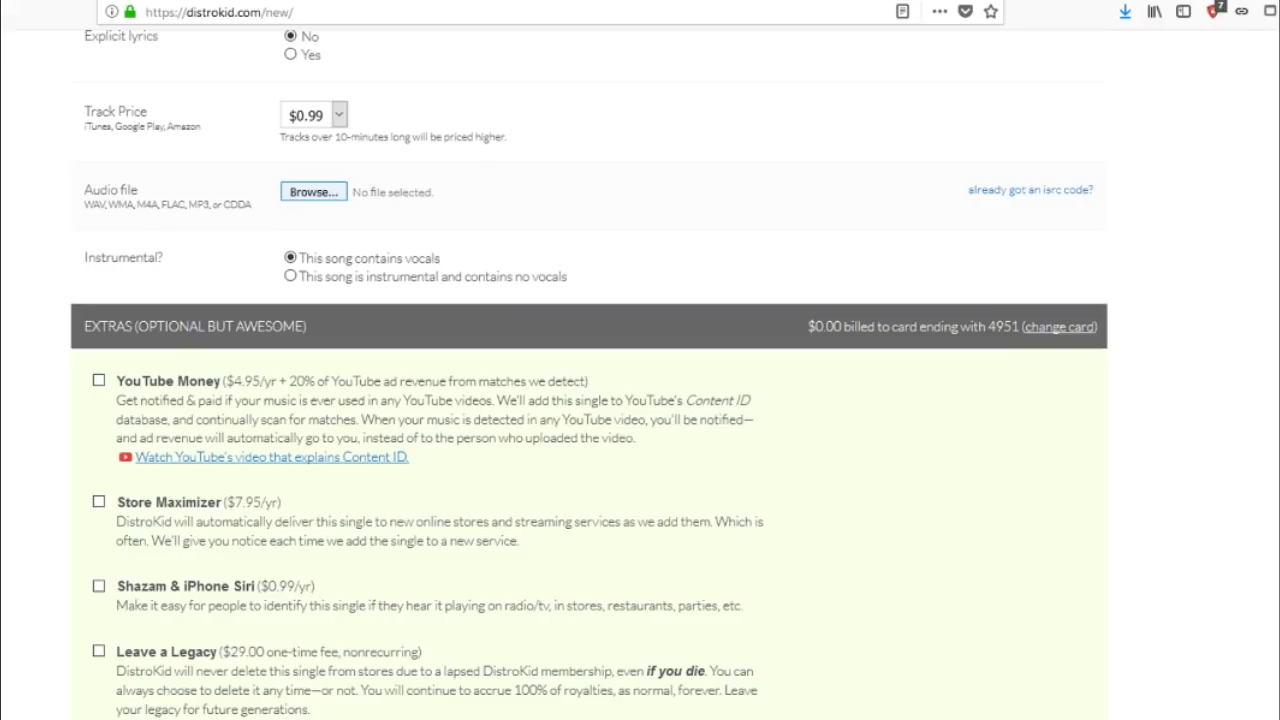 https://distrokid.com/new/
7
Explicit lyrics
No
Yes
Track Price
iTunes, Google Play, Amazon
$0.99
Tracks over 10-minutes long will be priced higher.
Audio file
WAV, WMA, M4A, FLAC, MP3, or CDDA
Browse... No file selected.
already got an isrc code?
Instrumental?
This song contains vocals
This song is instrumental and contains no vocals
EXTRAS (OPTIONAL BUT AWESOME)
$0.00 billed to card ending with 4951 (change card)
YouTube Money ($4.95/yr + 20% of YouTube ad revenue from matches we detect)
Get notified & paid if your music is ever used in any YouTube videos. We'll add this single to YouTube's Content ID
database, and continually scan for matches. When your music is detected in any YouTube video, you'll be notified—
and ad revenue will automatically go to you, instead of to the person who uploaded the video.
Watch YouTube's video that explains Content ID.
Store Maximizer ($7.95/yr)
DistroKid will automatically deliver this single to new online stores and streaming services as we add them. Which is
often. We'll give you notice each time we add the single to a new service.
Shazam & iPhone Siri ($0.99/yr)
Make it easy for people to identify this single if they hear it playing on radio/tv, in stores, restaurants, parties, etc.
Leave a Legacy ($29.00 one-time fee, nonrecurring)
DistroKid will never delete this single from stores due to a lapsed DistroKid membership, even if you die. You can
always choose to delete it any time—or not. You will continue to accrue 100% of royalties, as normal, forever. Leave
your legacy for future generations.